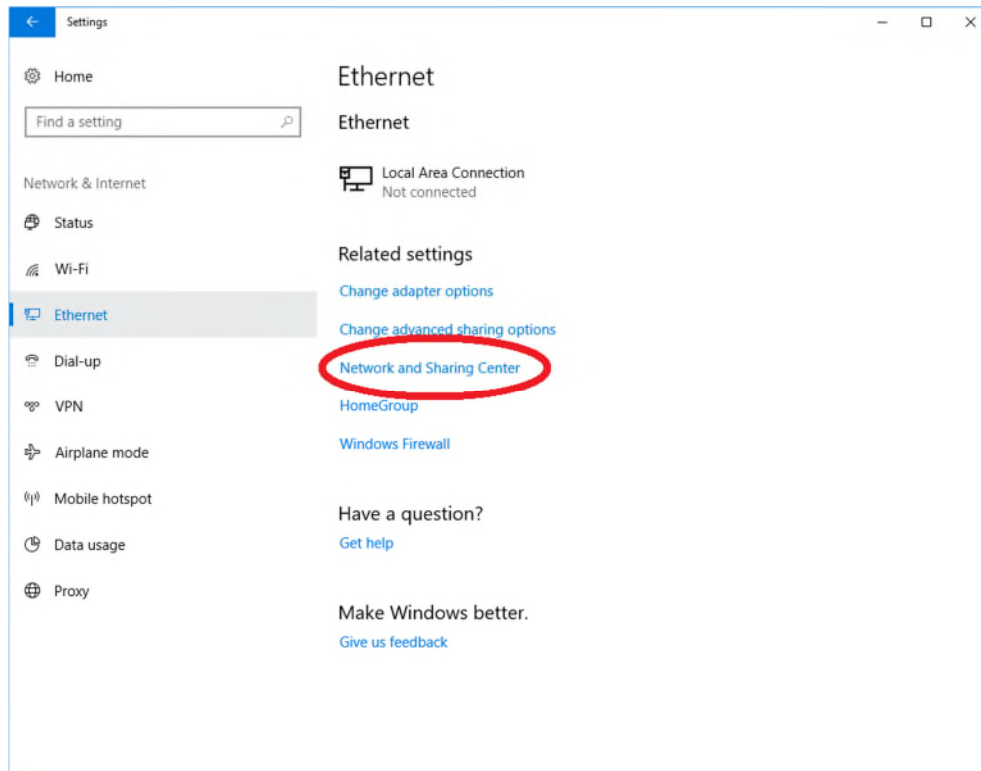 Settings
Home
Find a setting
Network & Internet
Status
Wi-Fi
Ethernet
Dial-up
VPN
Airplane mode
Mobile hotspot
Data usage
Proxy
Ethernet
Ethernet
Local Area Connection
Not connected
Related settings
Change adapter options
Change advanced sharing options
Network and Sharing Center
HomeGroup
Windows Firewall
Have a question?
Get help
Make Windows better.
Give us feedback